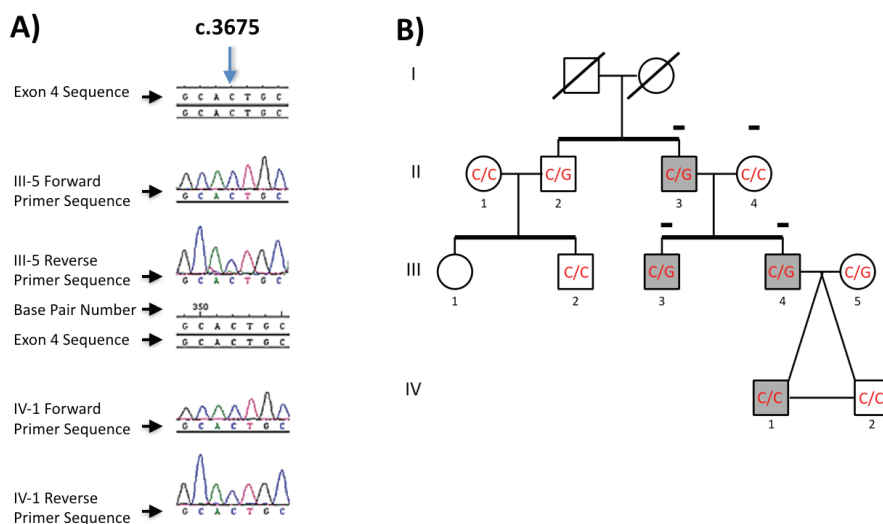 A)
c.3675
Exon 4 Sequence
G C A C T G C
G C A C T G C
III-5 Forward
Primer Sequence
G C A C T G C
III-5 Reverse
Primer Sequence
G C A C T G C
Base Pair Number
350
Exon 4 Sequence
G C A C T G C
G C A C T G C
IV-1 Forward
Primer Sequence
G C A C T G C
IV-1 Reverse
Primer Sequence
G C A C T G C
B)
I
II
C/C C/G C/G C/C
1 2 3 4
III
C/C C/G C/G C/G
1 2 3 4 5
IV
C/C C/C
1 2